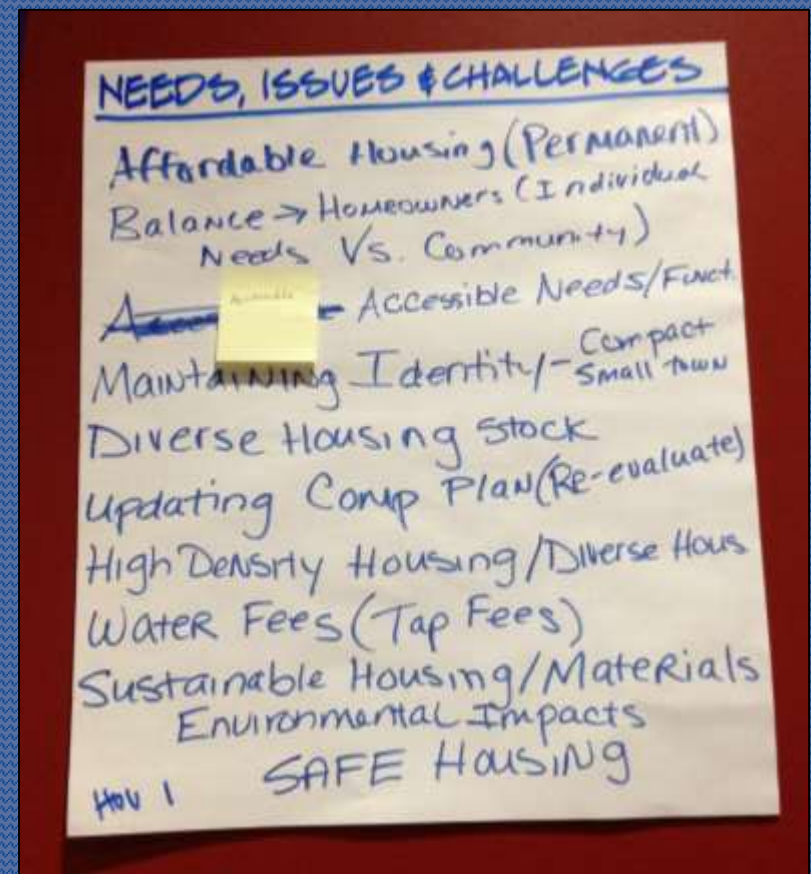 NEEDS, ISSUES & CHALLENGES
Affordable Housing (Permanent)
Balance → Homeowners (Individual
Needs Vs. Community)
Accessible Needs/Funct.
Maintaining Identity/- Compact
Small town
Diverse Housing Stock
Updating Comp Plan (Re-evaluate)
High Density Housing/Diverse Hous
Water Fees (Tap Fees)
Sustainable Housing/Materials
Environmental Impacts
SAFE Housing
HOU 1